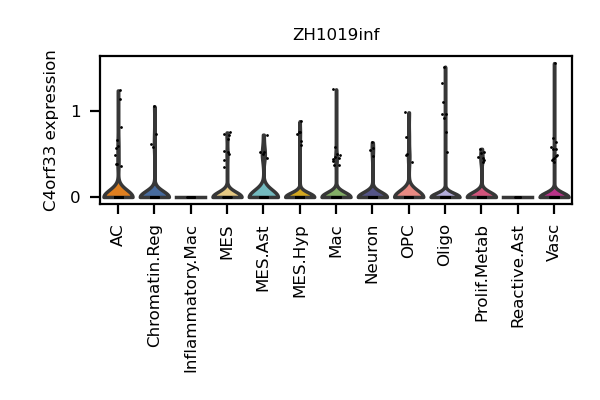 ZH1019inf
C4orf33 expression
1
0
AC
Chromatin.Reg
Inflammatory.Mac
MES
MES.Ast
MES.Hyp
Mac
Neuron
OPC
Oligo
Prolif.Metab
Reactive.Ast
Vasc